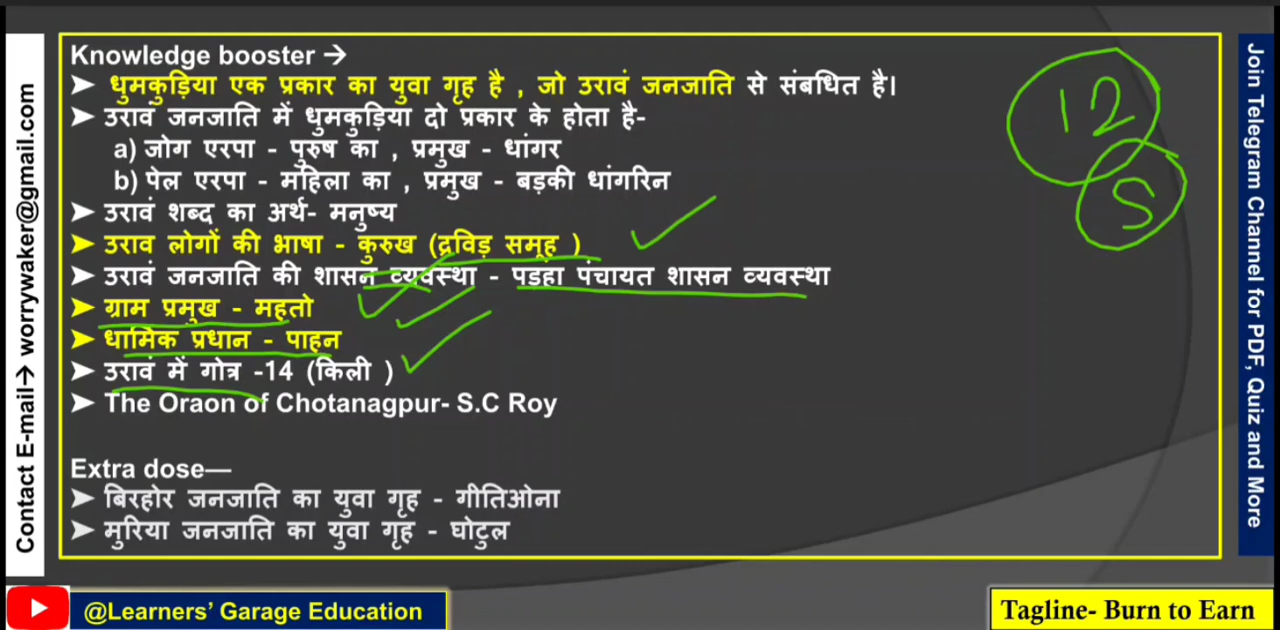 Knowledge booster →
➤ धुमकुड़िया एक प्रकार का युवा गृह है , जो उरावं जनजाति से संबधित है।
➤ उरावं जनजाति में धुमकुड़िया दो प्रकार के होता है-
a) जोग एरपा - पुरुष का , प्रमुख - धांगर
b) पेल एरपा - महिला का , प्रमुख - बड़की धांगरिन
➤ उरावं शब्द का अर्थ- मनुष्य
➤ उराव लोगों की भाषा - कुरुख (द्रविड़ समूह )
➤ उरावं जनजाति की शासन व्यवस्था - पड़हा पंचायत शासन व्यवस्था
➤ ग्राम प्रमुख - महतो
➤ धार्मिक प्रधान - पाहन
➤ उरावं में गोत्र -14 (किली )
➤ The Oraon of Chotanagpur- S.C Roy
Extra dose—
➤ बिरहोर जनजाति का युवा गृह - गीतिओना
➤ मुरिया जनजाति का युवा गृह - घोटुल
12
S
Contact E-mail→ worrywaker@gmail.com
Join Telegram Channel for PDF, Quiz and More
@Learners’ Garage Education
Tagline- Burn to Earn